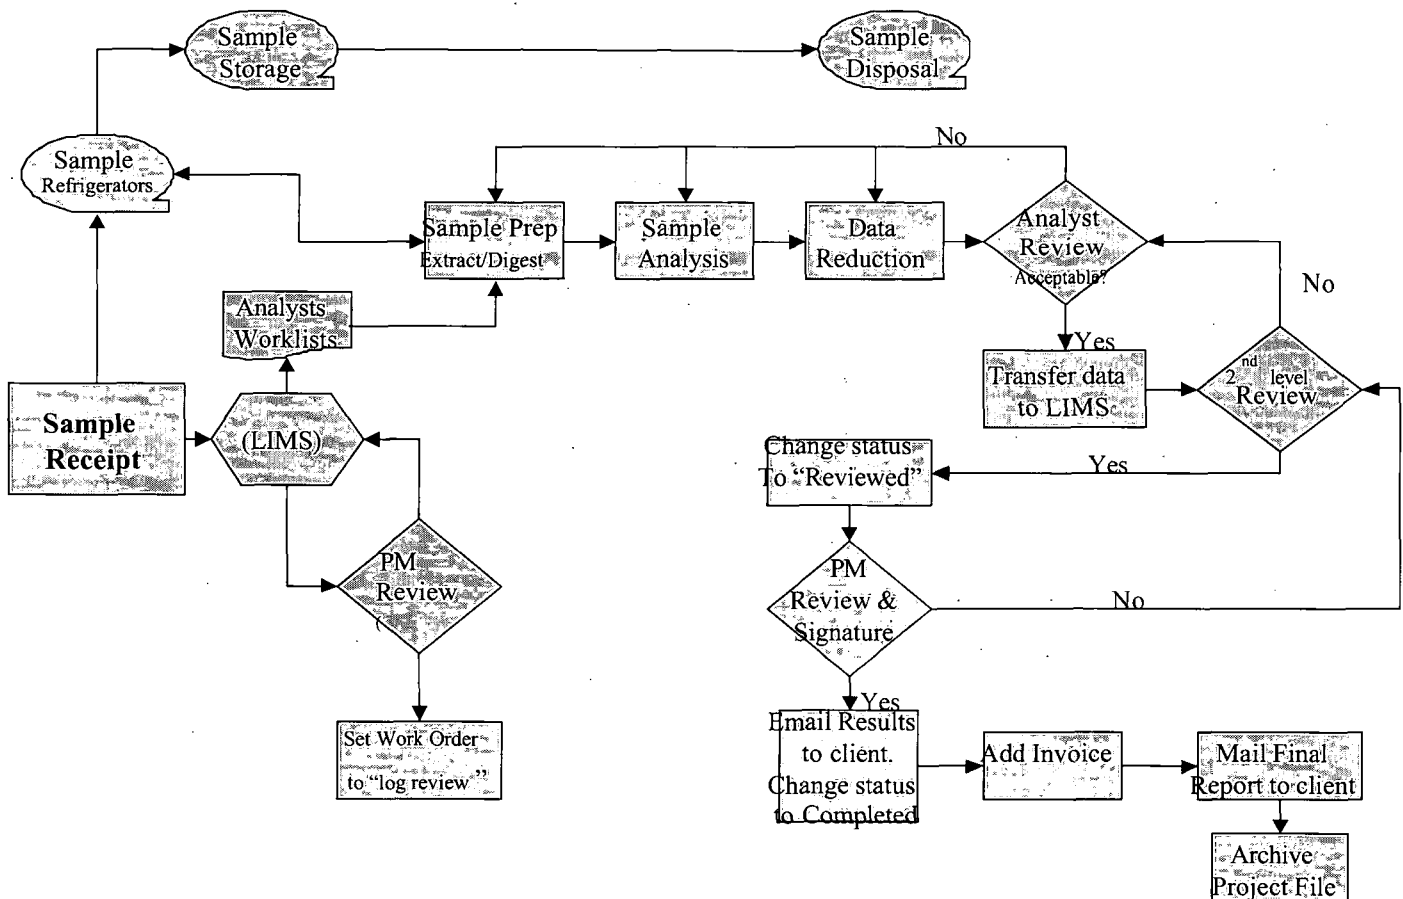 Sample
Storage
Sample
Disposal
No
Sample
Refrigerators
Sample Prep
Extract/Digest
Sample
Analysis
Data
Reduction
Analyst
Review
Acceptable?
No
Analysts
Worklists
Yes
Transfer data
to LIMS
2nd level
Review
Sample
Receipt
(LIMS)
Change status
To “Reviewed”
Yes
PM
Review
(
PM
Review &
Signature
No
Yes
Set Work Order
to “log review ”
Email Results
to client.
Change status
to Completed
Add Invoice
Mail Final
Report to client
Archive
Project File